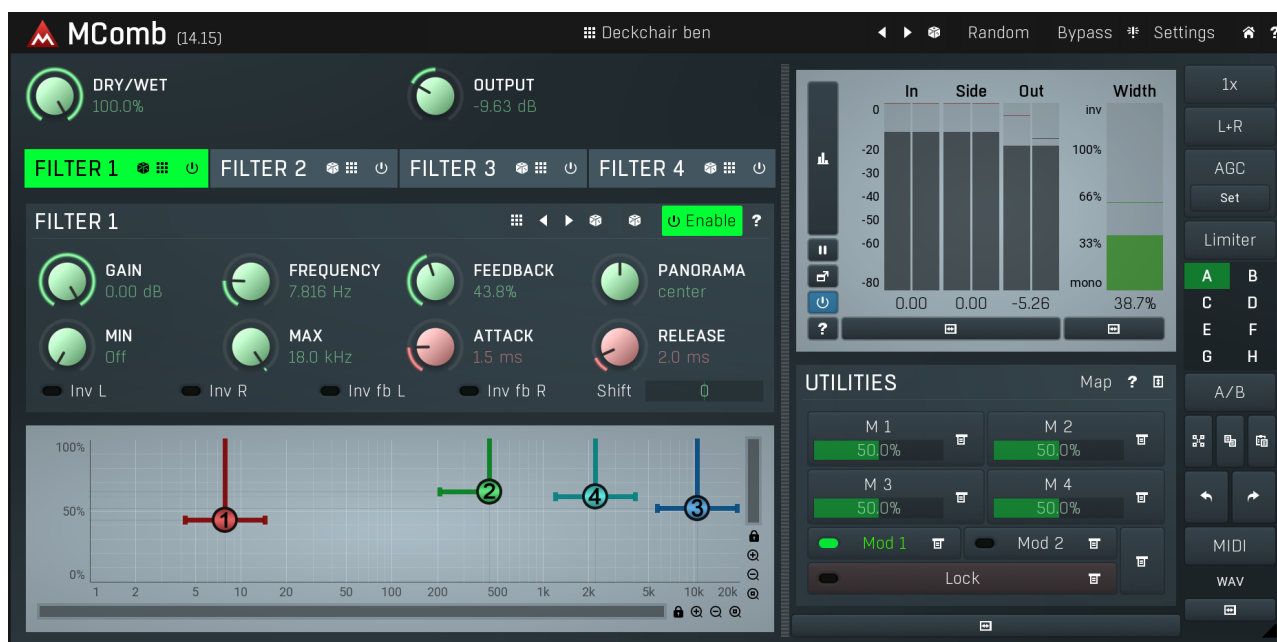 MComb (14.15)
Deckchair ben
Random
Bypass
Settings
?
DRY/WET
100.0%
OUTPUT
-9.63 dB
FILTER 1
FILTER 2
FILTER 3
FILTER 4
FILTER 1
Enable
?
GAIN
0.00 dB
FREQUENCY
7.816 Hz
FEEDBACK
43.8%
PANORAMA
center
MIN
Off
MAX
18.0 kHz
ATTACK
1.5 ms
RELEASE
2.0 ms
Inv L
Inv R
Inv fb L
Inv fb R
Shift
0
100%
50%
0%
1 2 5 10 20 50 100 200 500 1k 2k 5k 10k 20k
1
2
4
3
In Side Out Width
0
-20
-30
-40
-50
-60
-80
inv
100%
66%
33%
mono
0.00 0.00 -5.26 38.7%
?
UTILITIES
Map
?
M 1
50.0%
M 2
50.0%
M 3
50.0%
M 4
50.0%
Mod 1
Mod 2
Lock
1x
L+R
AGC
Set
Limiter
A B
C D
E F
G H
A/B
MIDI
WAV